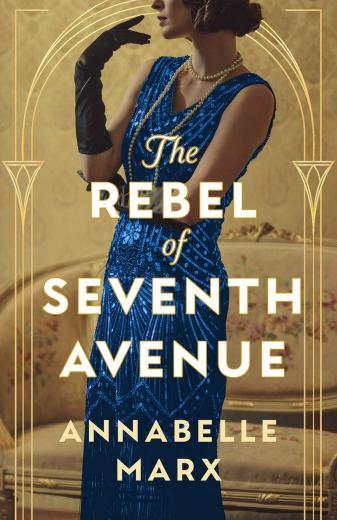 The
REBEL
of
SEVENTH
AVENUE
ANNABELLE
MARX